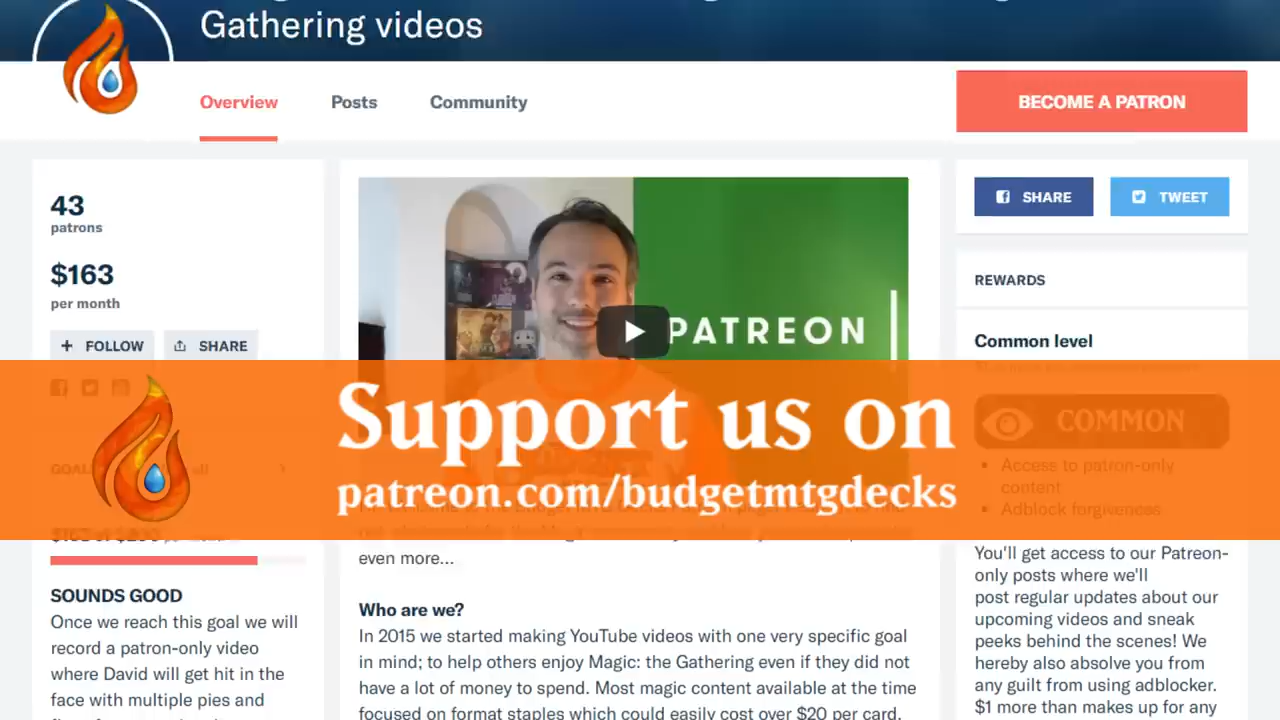 Gathering videos
Overview
Posts
Community
BECOME A PATRON
43
patrons
$163
per month
FOLLOW
SHARE
PATREON
SHARE
TWEET
REWARDS
Common level
COMMON
Access to patron-only
content
Adblock forgiveness
Support us on
patreon.com/budgetmtgdecks
even more...
SOUNDS GOOD
Once we reach this goal we will
record a patron-only video
where David will get hit in the
face with multiple pies and
Who are we?
In 2015 we started making YouTube videos with one very specific goal
in mind; to help others enjoy Magic: the Gathering even if they did not
have a lot of money to spend. Most magic content available at the time
focused on format staples which could easily cost over $20 per card.
You'll get access to our Patreon-
only posts where we'll
post regular updates about our
upcoming videos and sneak
peeks behind the scenes! We
hereby also absolve you from
any guilt from using adblocker.
$1 more than makes up for any